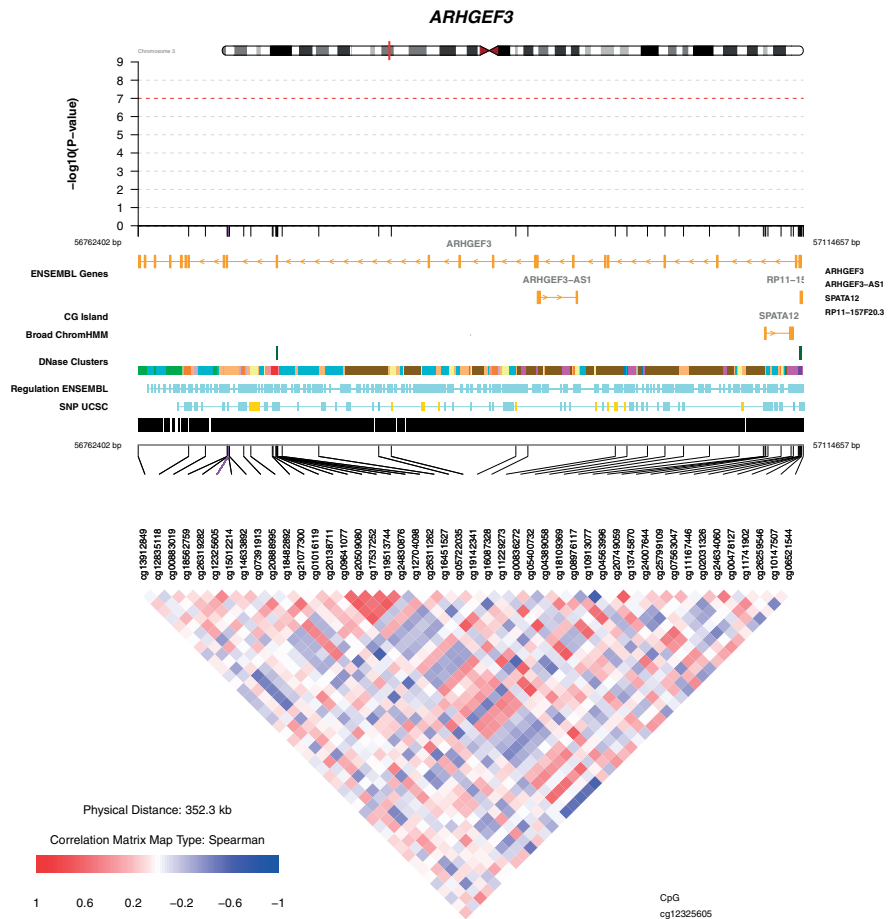 ARHGEF3
Chromosome 3
−log10(P−value)
9
8
7
6
5
4
3
2
1
0
56762402 bp
57114657 bp
ENSEMBL Genes
ARHGEF3
ARHGEF3−AS1
RP11−15
SPATA12
ARHGEF3
ARHGEF3−AS1
SPATA12
RP11−157F20.3
CG Island
Broad ChromHMM
DNase Clusters
Regulation ENSEMBL
SNP UCSC
56762402 bp
57114657 bp
cg13912849
cg12835118
cg00883019
cg18562759
cg26319282
cg12325605
cg15012214
cg14633892
cg07391913
cg20888995
cg18482892
cg21077300
cg01016119
cg20138711
cg09641077
cg20509080
cg17537252
cg19513744
cg24830876
cg12704098
cg26311262
cg16451527
cg05722035
cg19142341
cg16087328
cg11229273
cg00836272
cg05400732
cg04389058
cg18109369
cg08976117
cg10913077
cg04563996
cg20749059
cg13745870
cg24007644
cg25799109
cg07563047
cg11167446
cg02031326
cg24634060
cg00478127
cg11741902
cg26259546
cg10147507
cg06521544
Physical Distance: 352.3 kb
Correlation Matrix Map Type: Spearman
1 0.6 0.2 −0.2 −0.6 −1
CpG
cg12325605